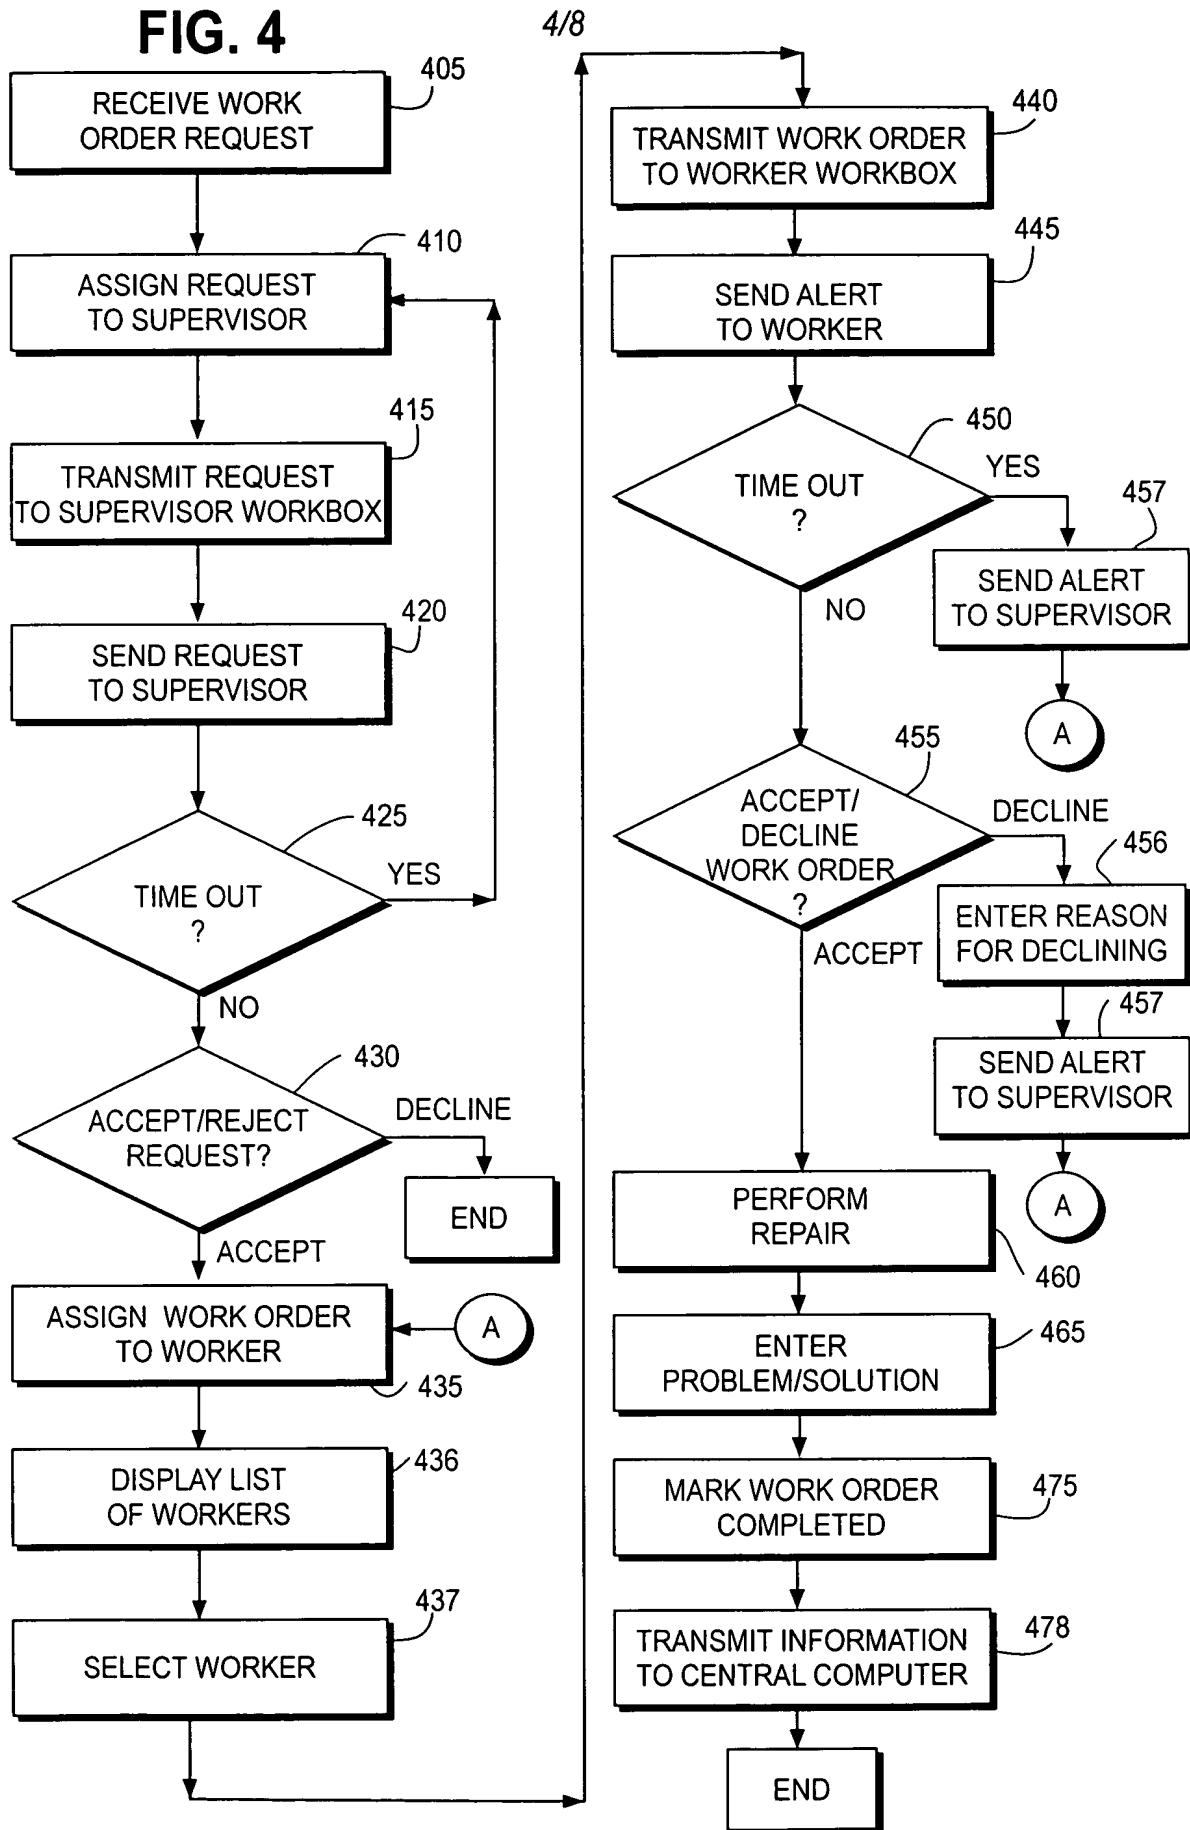 FIG. 4
4/8
405
RECEIVE WORK
ORDER REQUEST
410
ASSIGN REQUEST
TO SUPERVISOR
415
TRANSMIT REQUEST
TO SUPERVISOR WORKBOX
420
SEND REQUEST
TO SUPERVISOR
425
TIME OUT
?
YES
NO
430
ACCEPT/REJECT
REQUEST?
DECLINE
END
ACCEPT
ASSIGN WORK ORDER
TO WORKER
A
435
DISPLAY LIST
OF WORKERS
436
437
SELECT WORKER
440
TRANSMIT WORK ORDER
TO WORKER WORKBOX
445
SEND ALERT
TO WORKER
450
TIME OUT
?
YES
457
SEND ALERT
TO SUPERVISOR
A
NO
455
ACCEPT/
DECLINE
WORK ORDER
?
DECLINE
456
ENTER REASON
FOR DECLINING
457
SEND ALERT
TO SUPERVISOR
A
ACCEPT
PERFORM
REPAIR
460
ENTER
PROBLEM/SOLUTION
465
MARK WORK ORDER
COMPLETED
475
TRANSMIT INFORMATION
TO CENTRAL COMPUTER
478
END